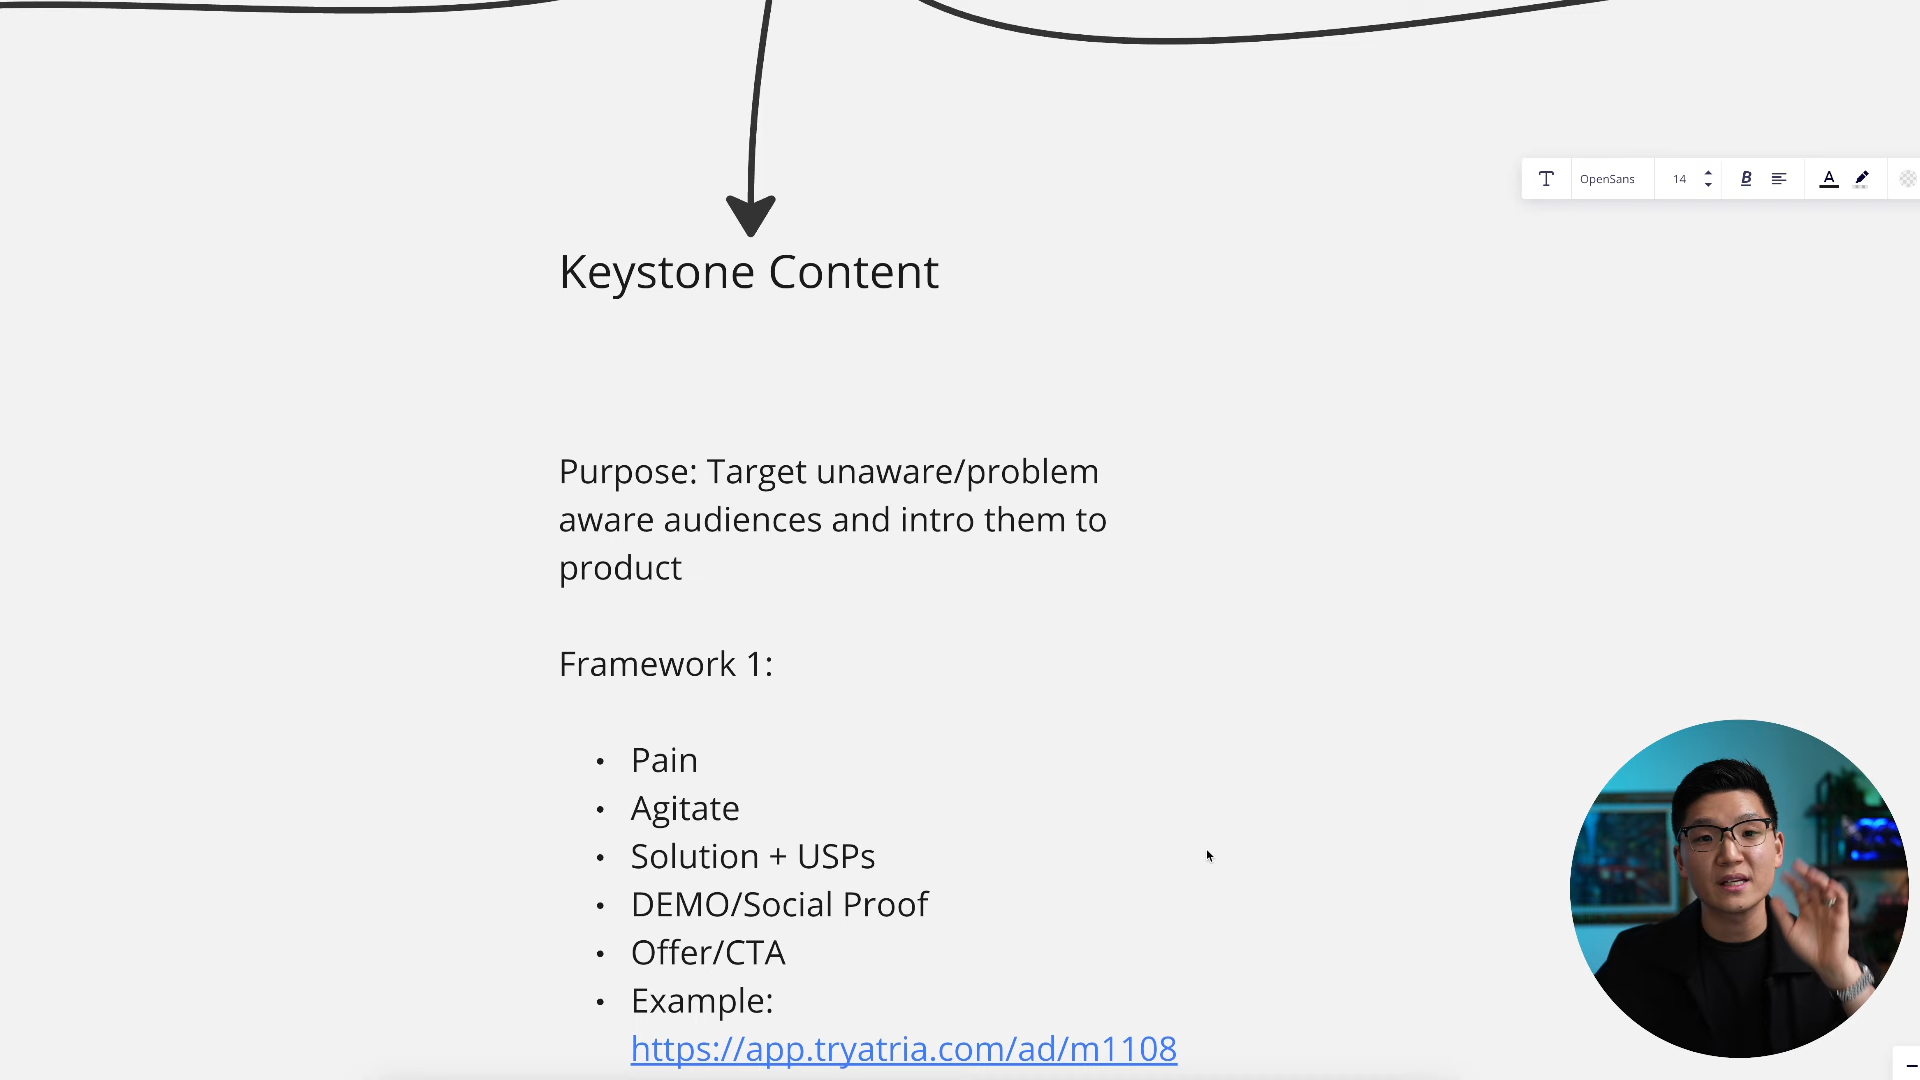 OpenSans 14 B A
Keystone Content
Purpose: Target unaware/problem
aware audiences and intro them to
product
Framework 1:
• Pain
• Agitate
• Solution + USPs
• DEMO/Social Proof
• Offer/CTA
• Example:
https://app.tryatria.com/ad/m1108